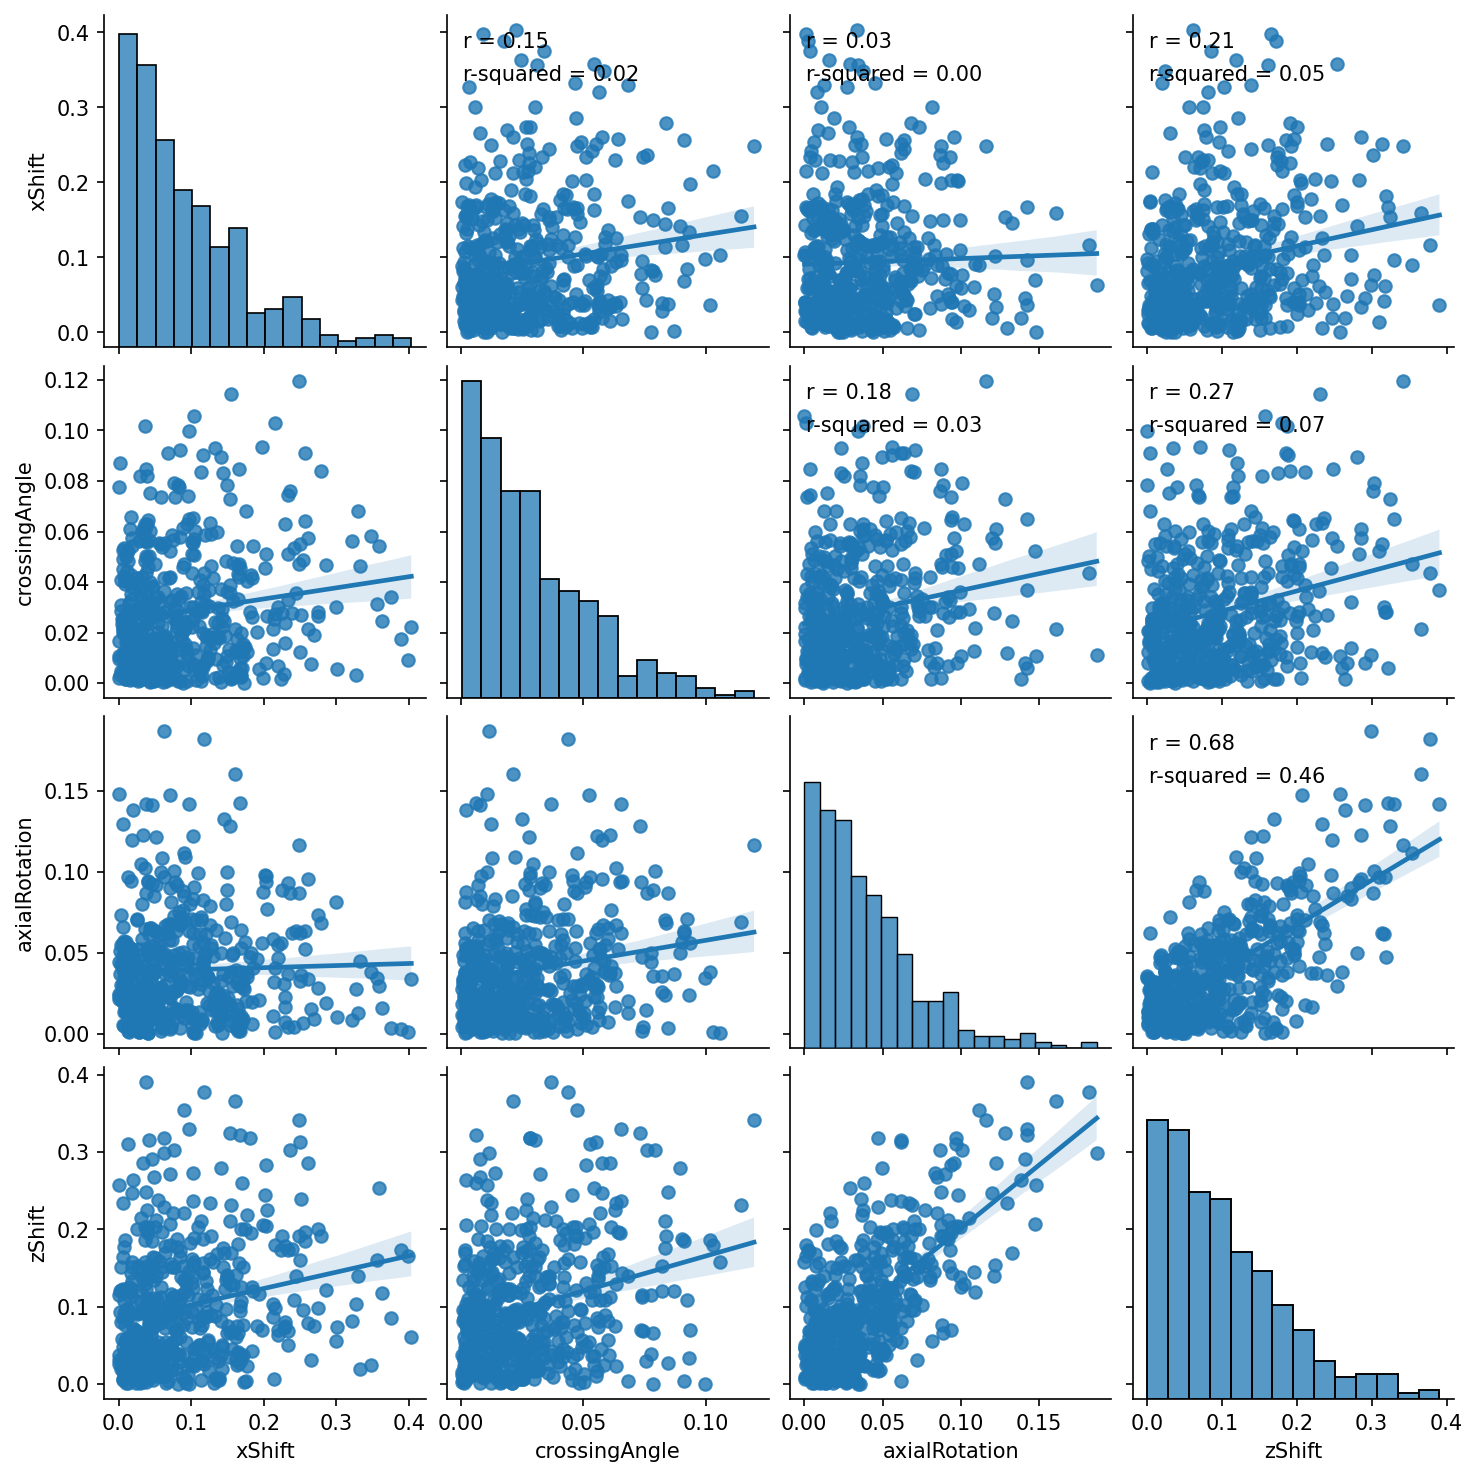 0.4
0.3
0.2
0.1
0.0
xShift
r = 0.15
r-squared = 0.02
r = 0.03
r-squared = 0.00
r = 0.21
r-squared = 0.05
0.12
0.10
0.08
0.06
0.04
0.02
0.00
crossingAngle
r = 0.18
r-squared = 0.03
r = 0.27
r-squared = 0.07
0.15
0.10
0.05
0.00
axialRotation
r = 0.68
r-squared = 0.46
0.4
0.3
0.2
0.1
0.0
zShift
0.0 0.1 0.2 0.3 0.4
xShift
0.00 0.05 0.10
crossingAngle
0.00 0.05 0.10 0.15
axialRotation
0.0 0.1 0.2 0.3 0.4
zShift